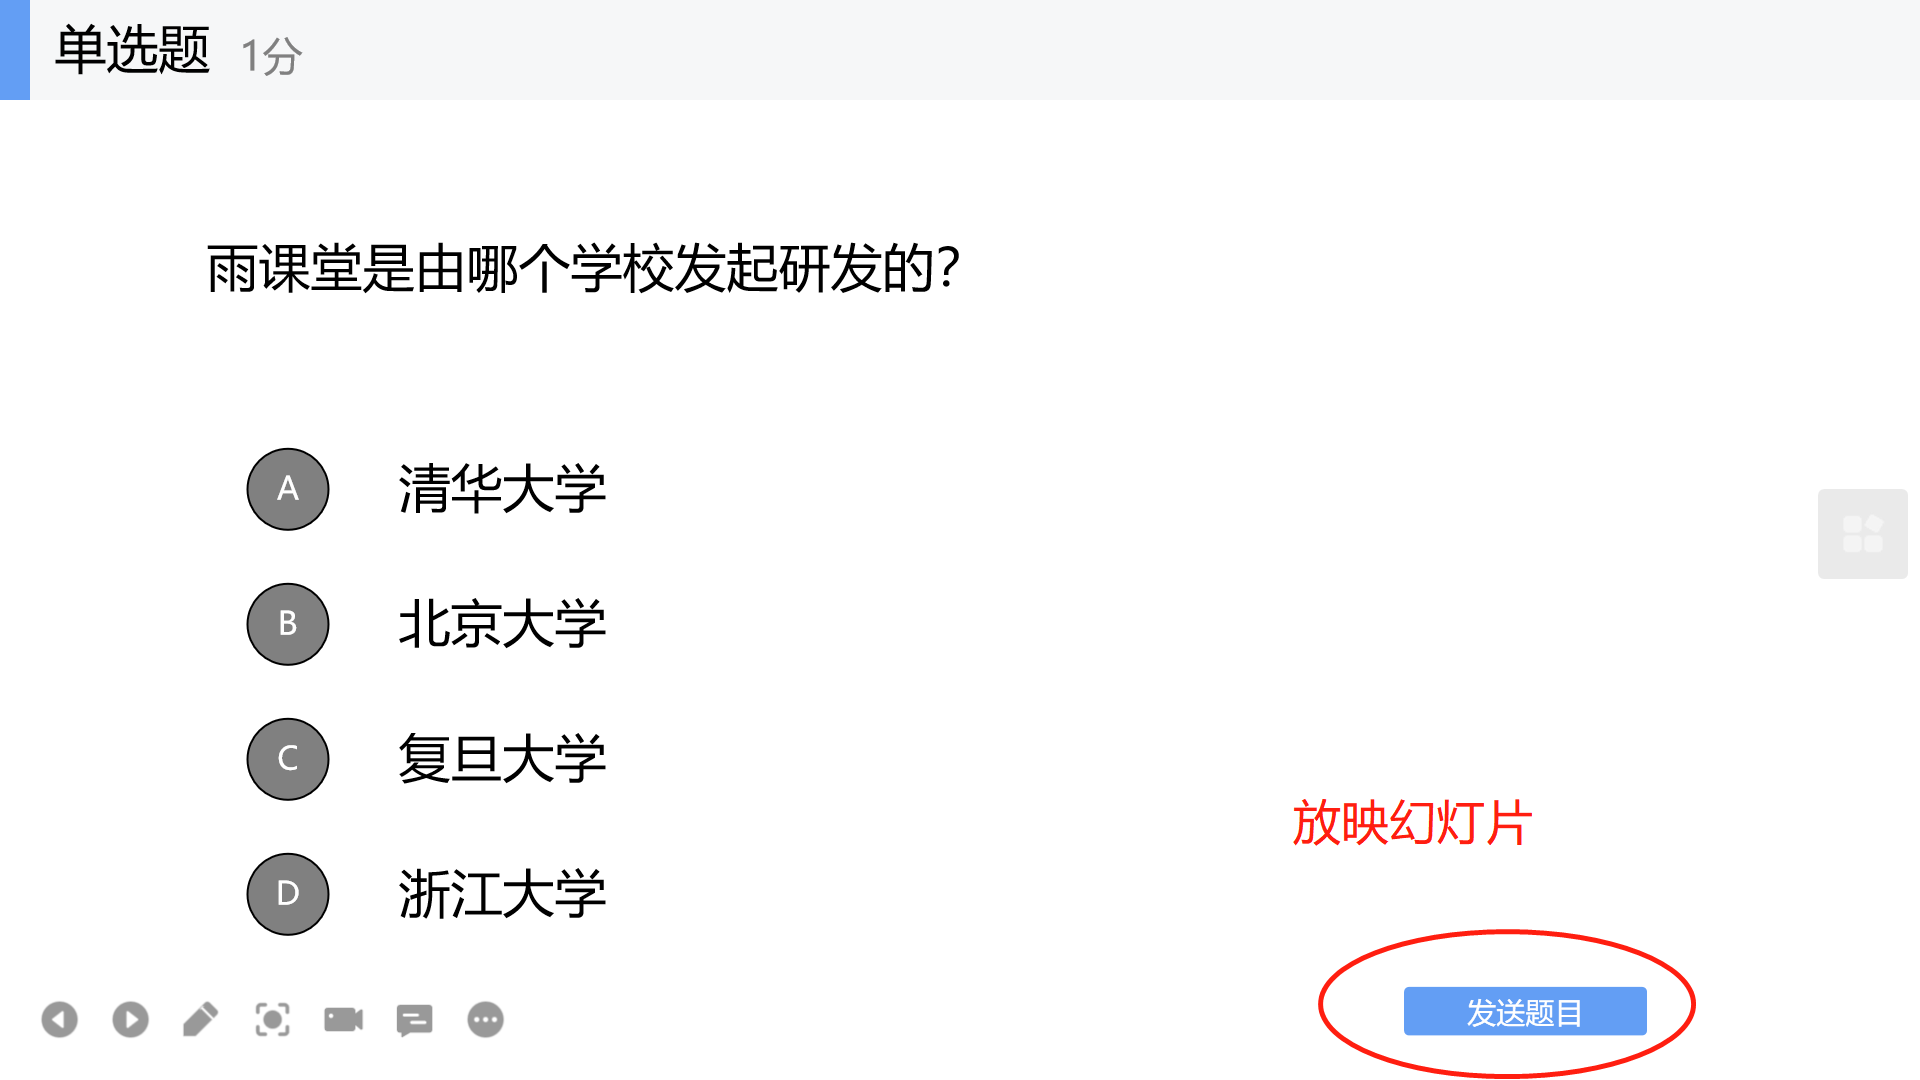 单选题 1分
雨课堂是由哪个学校发起研发的？
A 清华大学
B 北京大学
C 复旦大学
D 浙江大学
放映幻灯片
发送题目